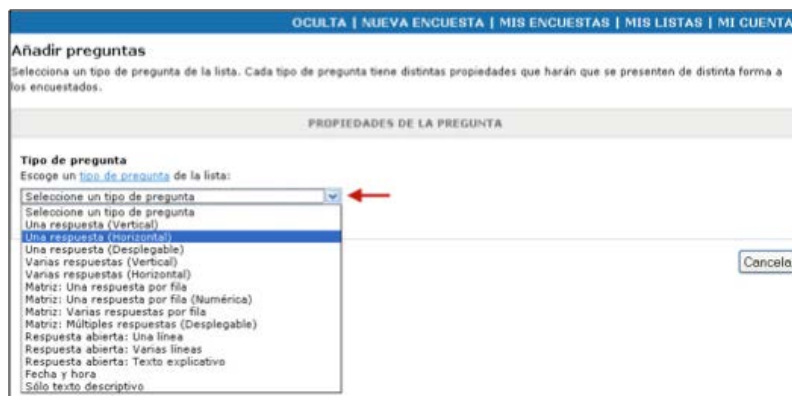 OCULTA | NUEVA ENCUESTA | MIS ENCUESTAS | MIS LISTAS | MI CUENTA
Añadir preguntas
Selecciona un tipo de pregunta de la lista. Cada tipo de pregunta tiene distintas propiedades que harán que se presenten de distinta forma a
los encuestados.
PROPIEDADES DE LA PREGUNTA
Tipo de pregunta
Escoge un tipo de pregunta de la lista:
Seleccione un tipo de pregunta
Seleccione un tipo de pregunta
Una respuesta (Vertical)
Una respuesta (Horizontal)
Una respuesta (Desplegable)
Varias respuestas (Vertical)
Varias respuestas (Horizontal)
Matriz: Una respuesta por fila
Matriz: Una respuesta por fila (Numérica)
Matriz: Varias respuestas por fila
Matriz: Múltiples respuestas (Desplegable)
Respuesta abierta: Una línea
Respuesta abierta: Varias líneas
Respuesta abierta: Texto explicativo
Fecha y hora
Sólo texto descriptivo
Cancela